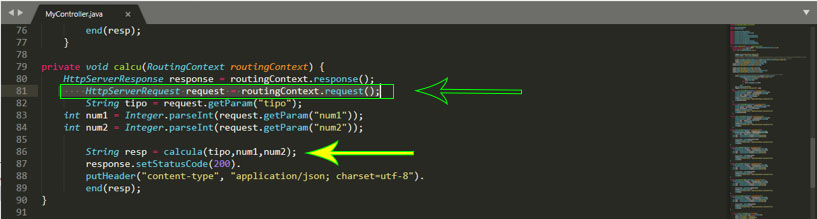 MyController.java
76 end(resp);
77 }
78
79 private void calcu(RoutingContext routingContext) {
80 HttpServerResponse response = routingContext.response();
81 HttpServerRequest request = routingContext.request();
82 String tipo = request.getParam("tipo");
83 int num1 = Integer.parseInt(request.getParam("num1"));
84 int num2 = Integer.parseInt(request.getParam("num2"));
85
86 String resp = calcula(tipo,num1,num2);
87 response.setStatusCode(200).
88 putHeader("content-type", "application/json; charset=utf-8").
89 end(resp);
90 }
91